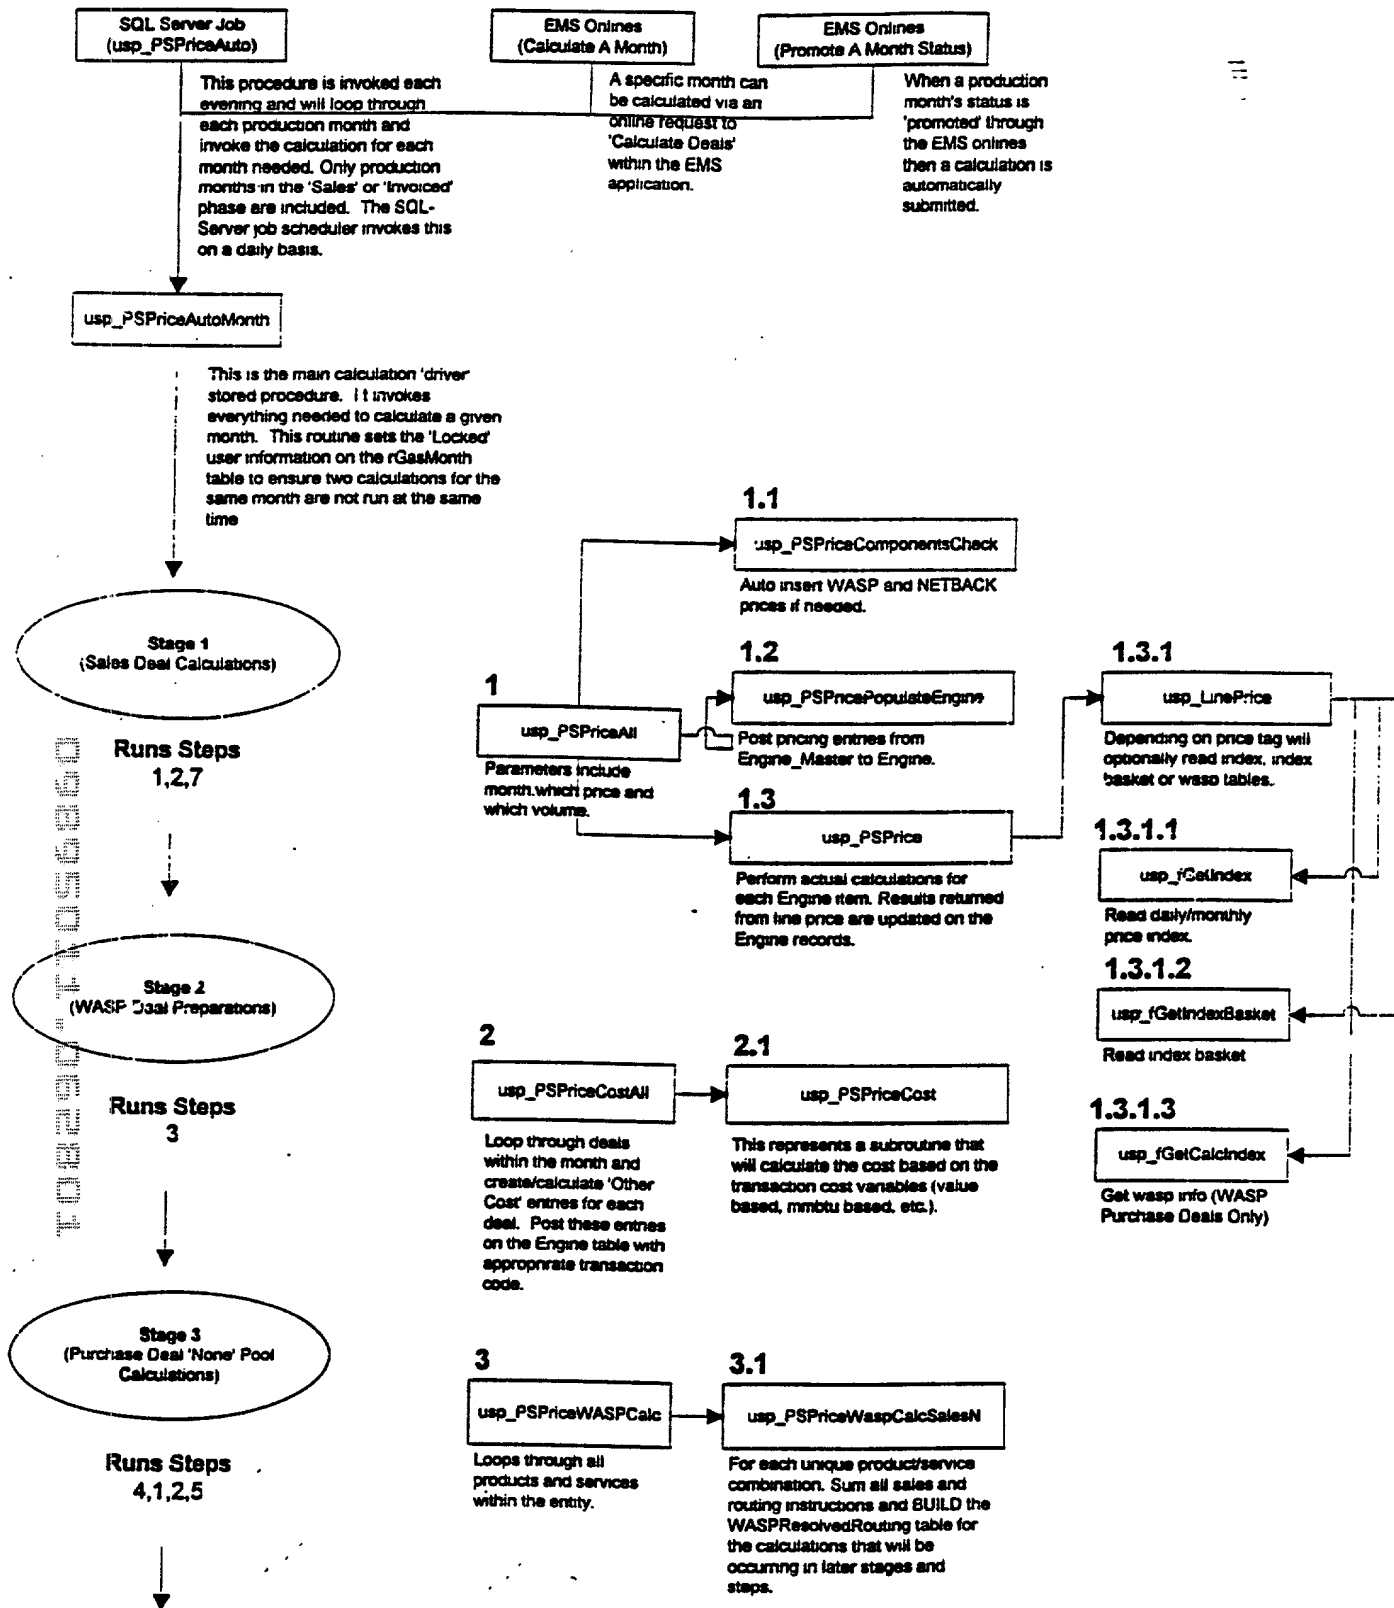 SQL Server Job
(usp_PSPriceAuto)
EMS Onlines
(Calculate A Month)
EMS Onlines
(Promote A Month Status)
This procedure is invoked each
evening and will loop through
each production month and
invoke the calculation for each
month needed. Only production
months in the 'Sales' or 'Invoiced'
phase are included. The SQL-
Server job scheduler invokes this
on a daily basis.
A specific month can
be calculated via an
online request to
'Calculate Deals'
within the EMS
application.
When a production
month's status is
'promoted' through
the EMS onlines
then a calculation is
automatically
submitted.
usp_PSPriceAutoMonth
This is the main calculation 'driver'
stored procedure. It invokes
everything needed to calculate a given
month. This routine sets the 'Locked'
user information on the rGasMonth
table to ensure two calculations for the
same month are not run at the same
time
Stage 1
(Sales Deal Calculations)
Runs Steps
1,2,7
Stage 2
(WASP Deal Preparations)
Runs Steps
3
Stage 3
(Purchase Deal 'None' Pool
Calculations)
Runs Steps
4,1,2,5
1
usp_PSPriceAll
Parameters include
month.which price and
which volume.
1.1
usp_PSPriceComponentsCheck
Auto insert WASP and NETBACK
prices if needed.
1.2
usp_PSPricePopulateEngine
Post pricing entries from
Engine_Master to Engine.
1.3
usp_PSPrice
Perform actual calculations for
each Engine item. Results returned
from line price are updated on the
Engine records.
1.3.1
usp_LinePrice
Depending on price tag will
optionally read index, index
basket or wasp tables.
1.3.1.1
usp_fGetIndex
Read daily/monthly
price index.
1.3.1.2
usp_fGetIndexBasket
Read index basket
1.3.1.3
usp_fGetCalcIndex
Get wasp info (WASP
Purchase Deals Only)
2
usp_PSPriceCostAll
Loop through deals
within the month and
create/calculate 'Other
Cost' entries for each
deal. Post these entries
on the Engine table with
appropriate transaction
code.
2.1
usp_PSPriceCost
This represents a subroutine that
will calculate the cost based on the
transaction cost variables (value
based, mmbtu based, etc.).
3
usp_PSPriceWASPCalc
Loops through all
products and services
within the entity.
3.1
usp_PSPriceWaspCalcSalesN
For each unique product/service
combination. Sum all sales and
routing instructions and BUILD the
WASPResolvedRouting table for
the calculations that will be
occurring in later stages and
steps.